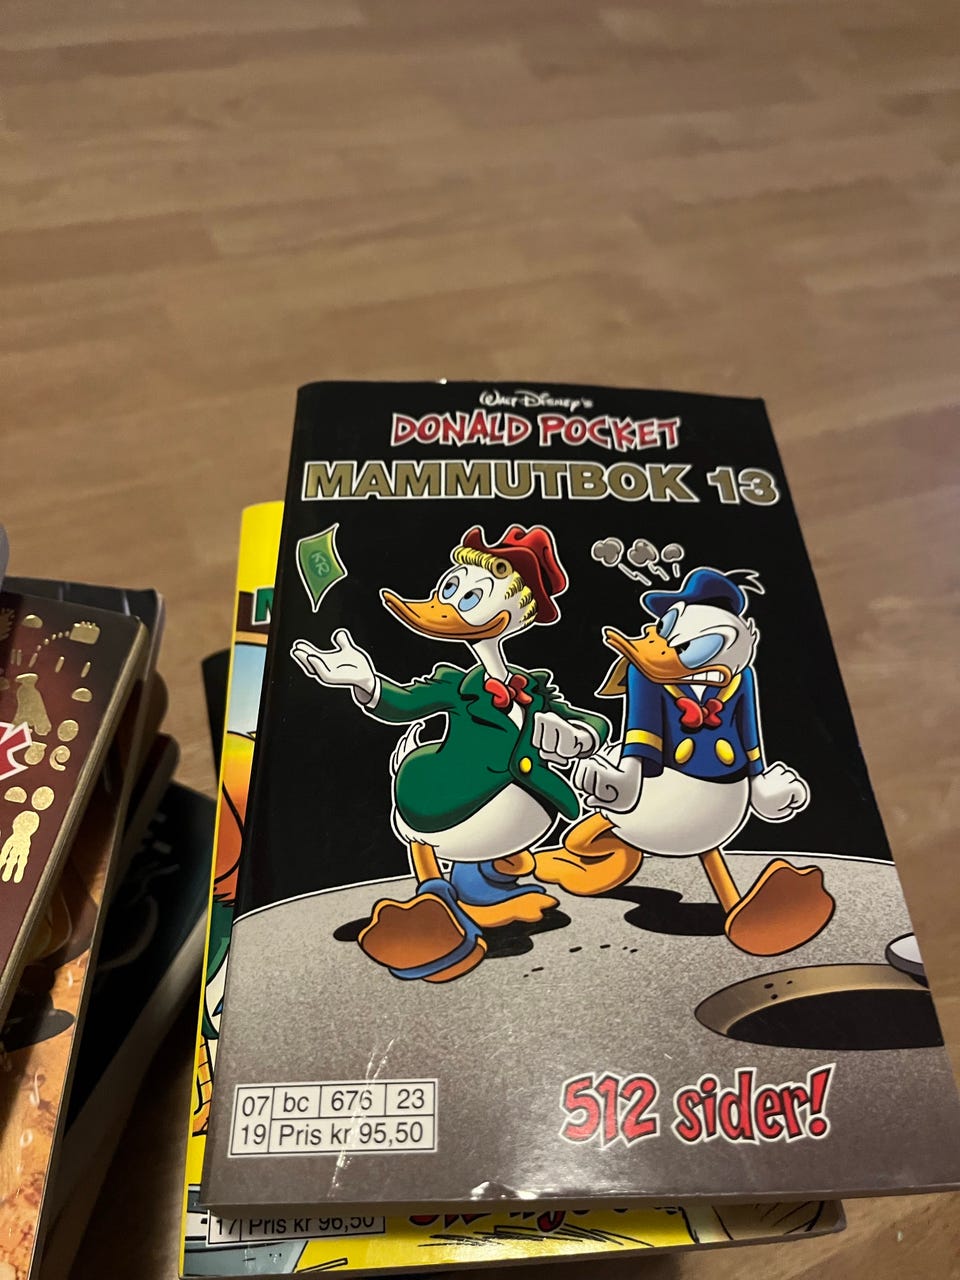 Walt Disney's
DONALD POCKET
MAMMUTBOK 13
KR
512 sider!
07 bc 676 23
19 Pris kr 95,50
17 Pris kr 96,50